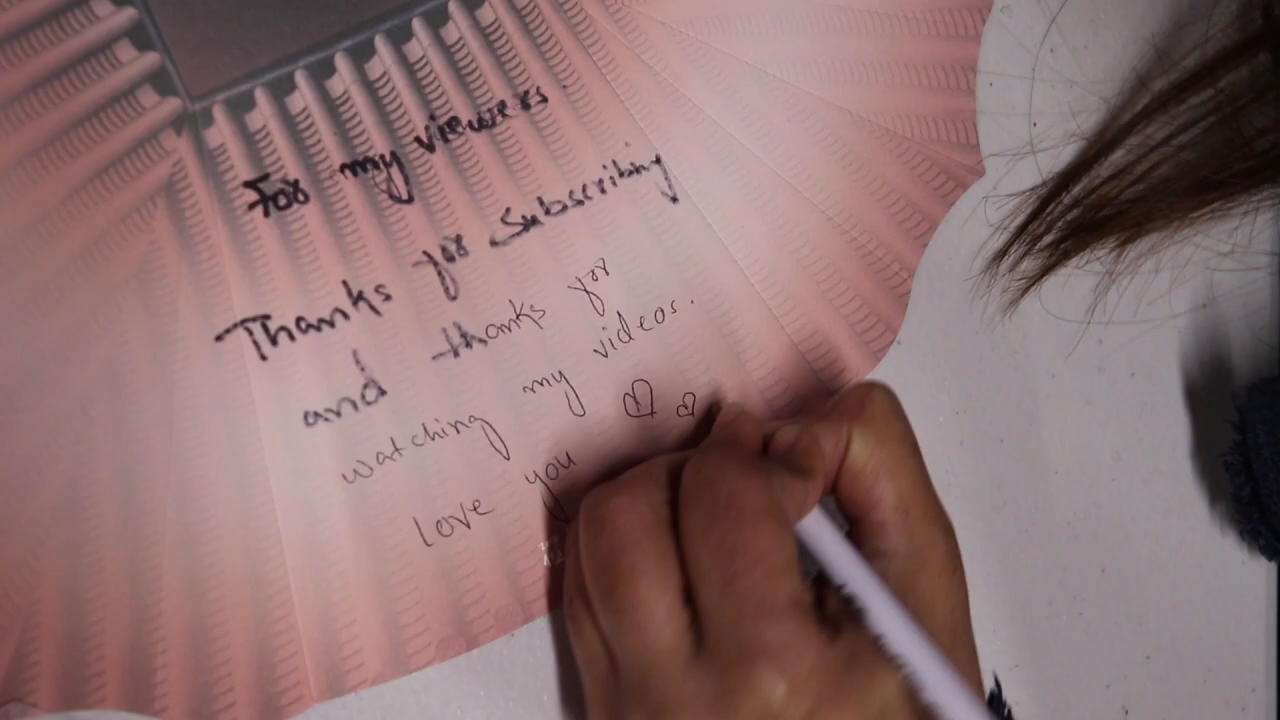 For my viewers.
Thanks for Subscribing
and thanks for
watching my videos.
love you